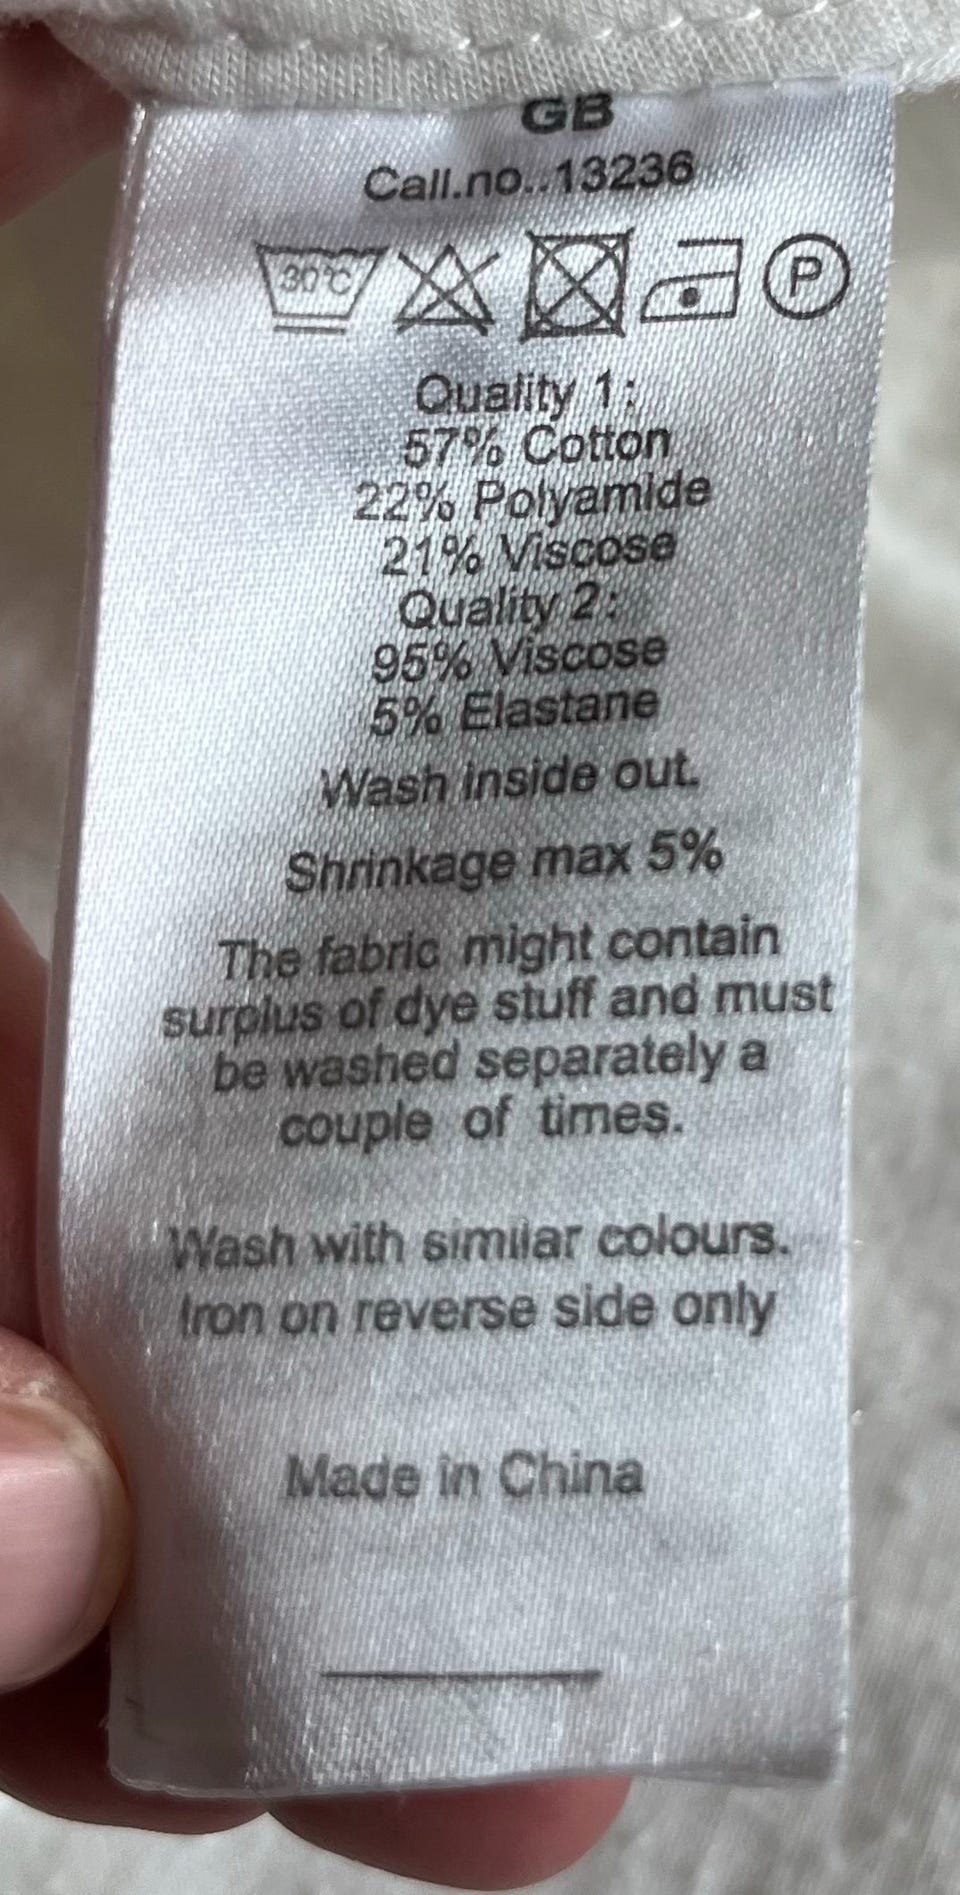 GB
Call.no..13236
30°C P
Quality 1:
57% Cotton
22% Polyamide
21% Viscose
Quality 2:
95% Viscose
5% Elastane
Wash inside out.
Shrinkage max 5%
The fabric might contain
surplus of dye stuff and must
be washed separately a
couple of times.
Wash with similar colours.
Iron on reverse side only
Made in China